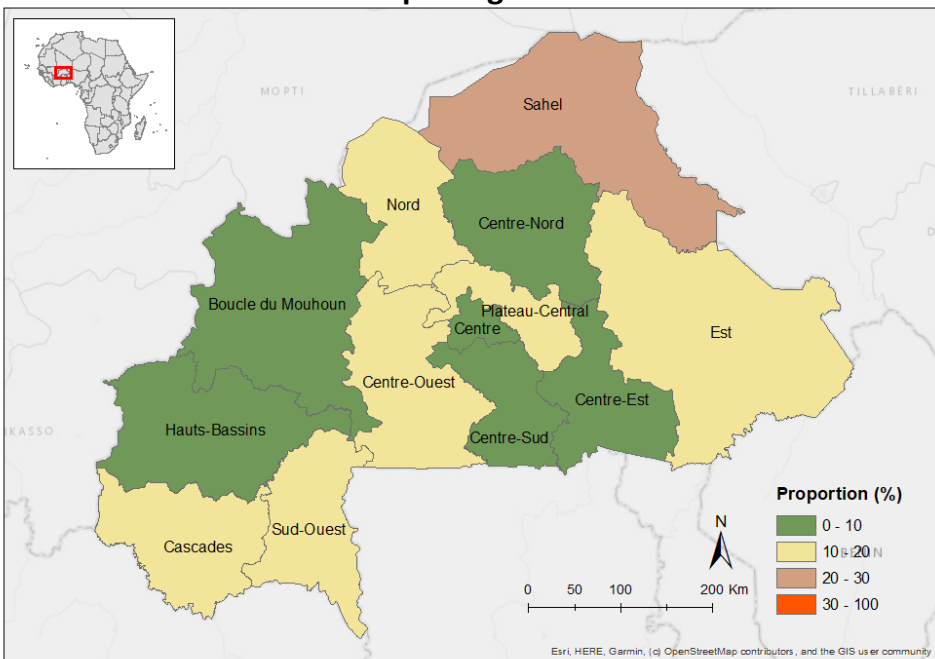 MOPTI
TILLABÉRI
Sahel
Nord
Centre-Nord
Boucle du Mouhoun
Plateau-Central
Centre
Est
Centre-Ouest
Centre-Est
Hauts-Bassins
Centre-Sud
IKASSO
Sud-Ouest
Cascades
Proportion (%)
0 - 10
10 - 20
20 - 30
30 - 100
N
0 50 100 200 Km
Esri, HERE, Garmin, (c) OpenStreetMap contributors, and the GIS user community